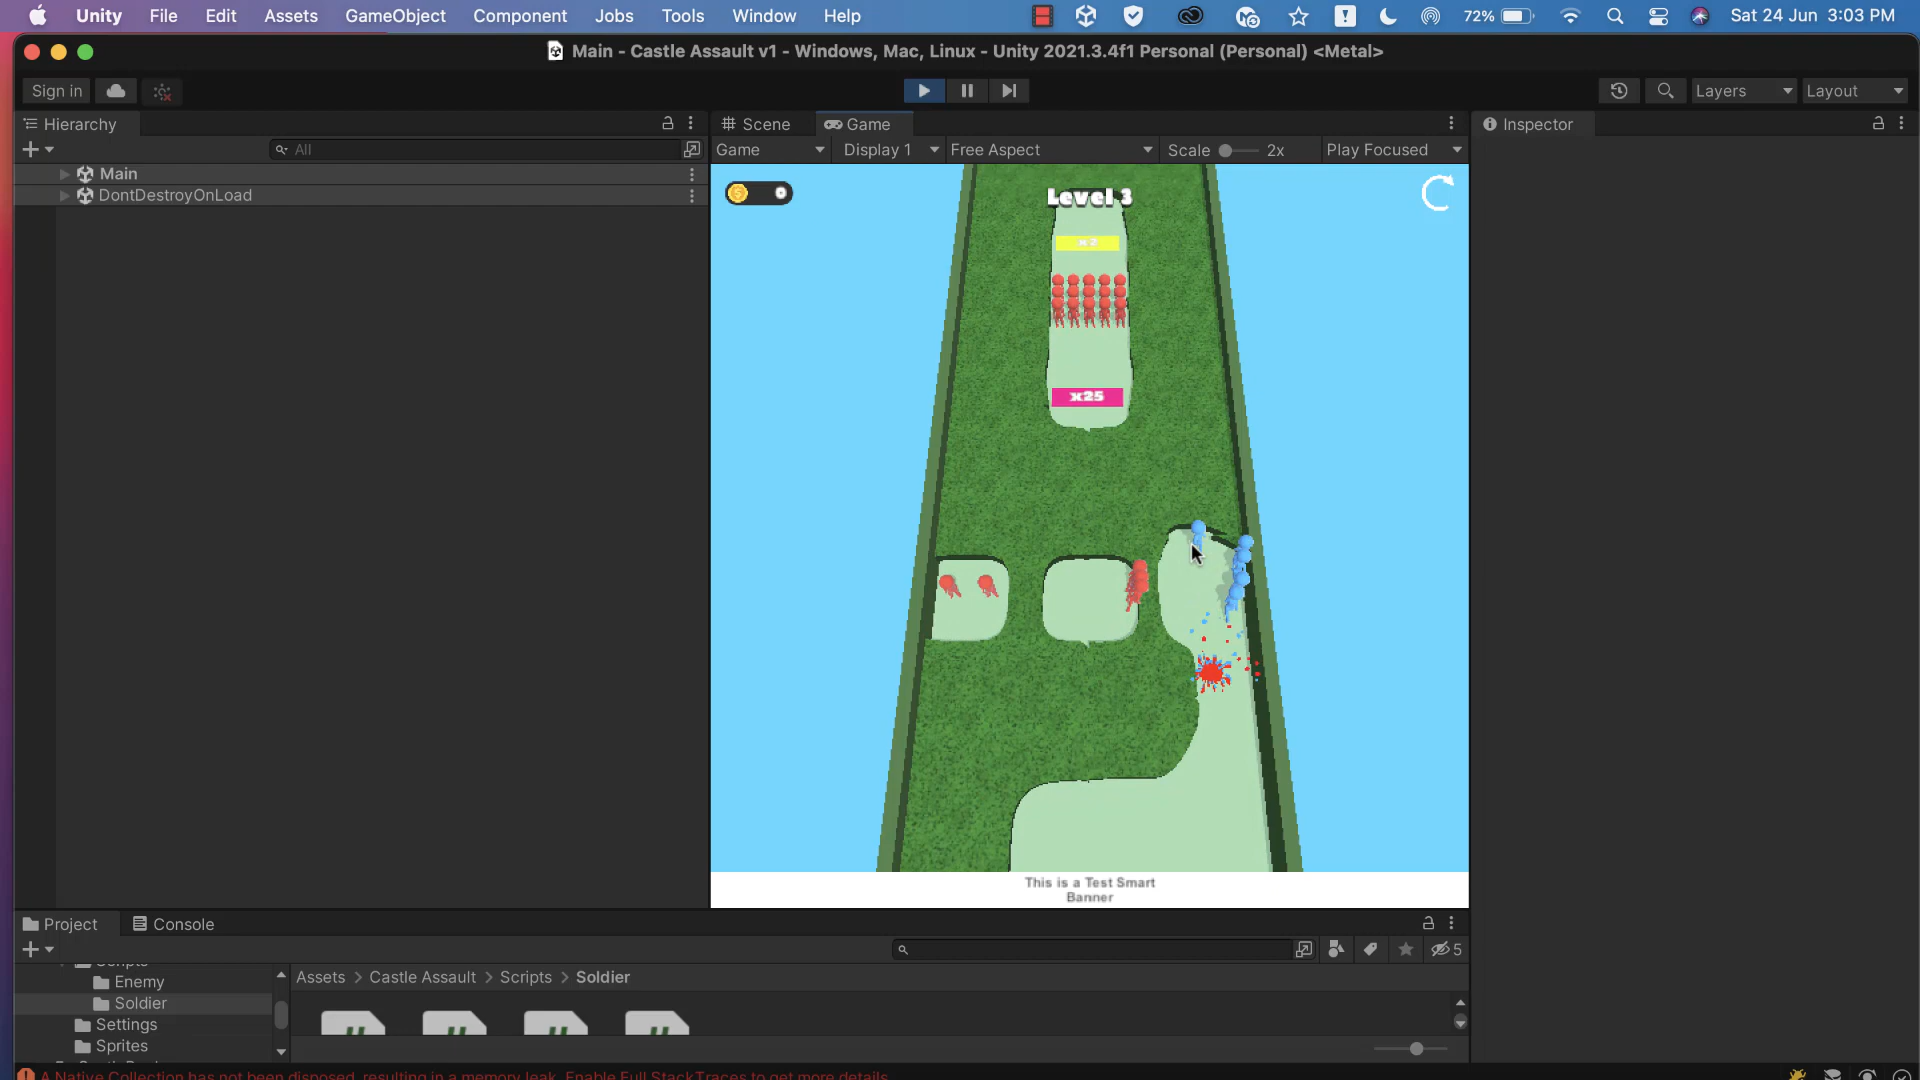 Unity File Edit Assets GameObject Component Jobs Tools Window Help 72% Sat 24 Jun 3:03 PM
Main - Castle Assault v1 - Windows, Mac, Linux - Unity 2021.3.4f1 Personal (Personal) <Metal>
Sign in Layers Layout
Hierarchy Scene Game Inspector
All Game Display 1 Free Aspect Scale 2x Play Focused
Main
DontDestroyOnLoad
Level 3
x2
x25
This is a Test Smart
Banner
Project Console
5
Assets > Castle Assault > Scripts > Soldier
Scripts
Enemy
Soldier
Settings
Sprites
A Native Collection has not been disposed, resulting in a memory leak. Enable Full StackTraces to get more details.